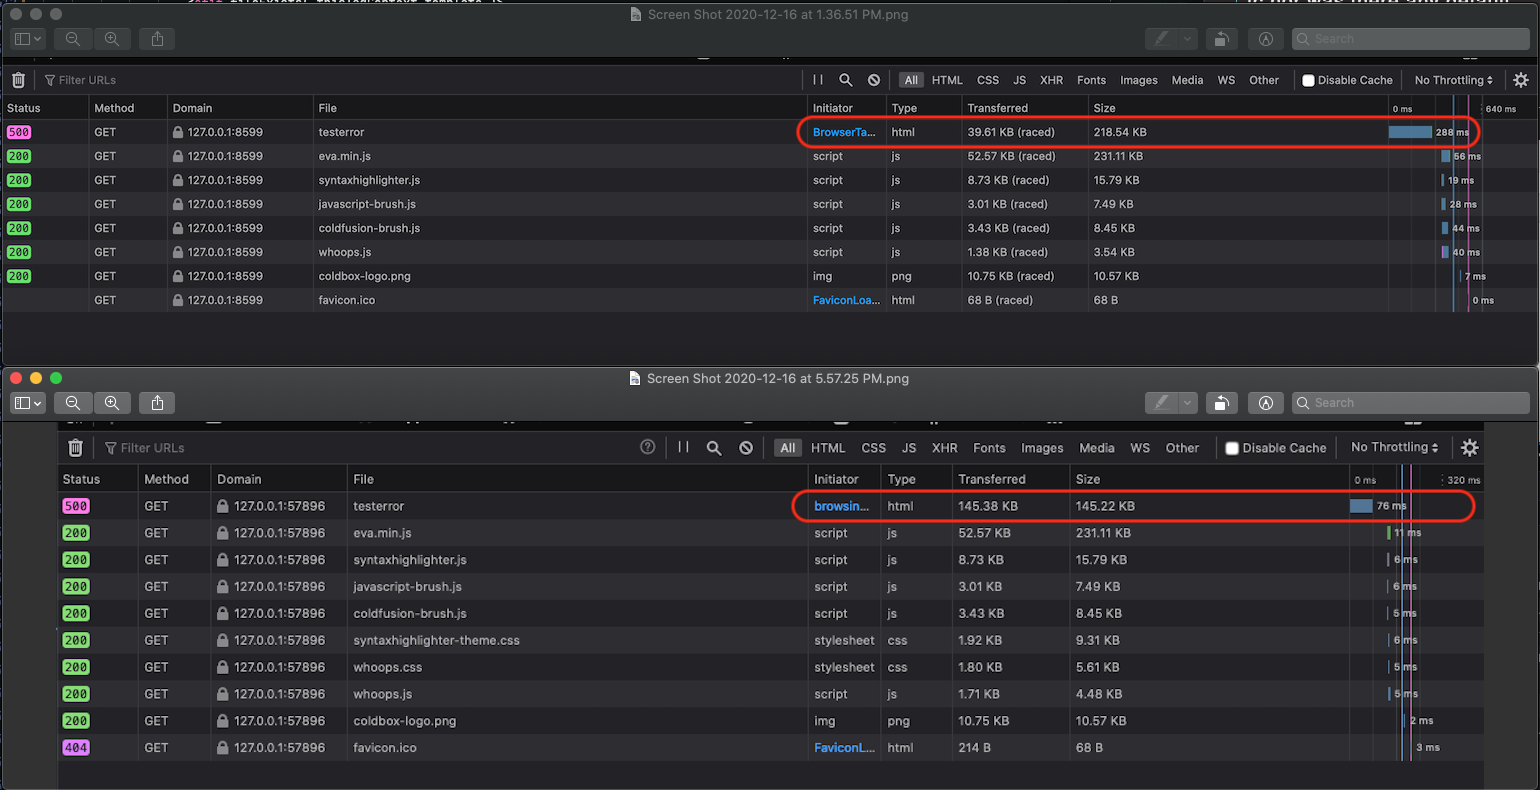 Screen Shot 2020-12-16 at 1.36.51 PM.png
Search
Filter URLs All HTML CSS JS XHR Fonts Images Media WS Other Disable Cache No Throttling
Status Method Domain File Initiator Type Transferred Size 0 ms 640 ms
500 GET 127.0.0.1:8599 testerror BrowserTa... html 39.61 KB (raced) 218.54 KB 288 ms
200 GET 127.0.0.1:8599 eva.min.js script js 52.57 KB (raced) 231.11 KB 56 ms
200 GET 127.0.0.1:8599 syntaxhighlighter.js script js 8.73 KB (raced) 15.79 KB 19 ms
200 GET 127.0.0.1:8599 javascript-brush.js script js 3.01 KB (raced) 7.49 KB 28 ms
200 GET 127.0.0.1:8599 coldfusion-brush.js script js 3.43 KB (raced) 8.45 KB 44 ms
200 GET 127.0.0.1:8599 whoops.js script js 1.38 KB (raced) 3.54 KB 40 ms
200 GET 127.0.0.1:8599 coldbox-logo.png img png 10.75 KB (raced) 10.57 KB 7 ms
GET 127.0.0.1:8599 favicon.ico FaviconLoa... html 68 B (raced) 68 B 0 ms
Screen Shot 2020-12-16 at 5.57.25 PM.png
Search
Filter URLs ? All HTML CSS JS XHR Fonts Images Media WS Other Disable Cache No Throttling
Status Method Domain File Initiator Type Transferred Size 0 ms 320 ms
500 GET 127.0.0.1:57896 testerror browsin... html 145.38 KB 145.22 KB 76 ms
200 GET 127.0.0.1:57896 eva.min.js script js 52.57 KB 231.11 KB 11 ms
200 GET 127.0.0.1:57896 syntaxhighlighter.js script js 8.73 KB 15.79 KB 6 ms
200 GET 127.0.0.1:57896 javascript-brush.js script js 3.01 KB 7.49 KB 6 ms
200 GET 127.0.0.1:57896 coldfusion-brush.js script js 3.43 KB 8.45 KB 5 ms
200 GET 127.0.0.1:57896 syntaxhighlighter-theme.css stylesheet css 1.92 KB 9.31 KB 6 ms
200 GET 127.0.0.1:57896 whoops.css stylesheet css 1.80 KB 5.61 KB 5 ms
200 GET 127.0.0.1:57896 whoops.js script js 1.71 KB 4.48 KB 5 ms
200 GET 127.0.0.1:57896 coldbox-logo.png img png 10.75 KB 10.57 KB 2 ms
404 GET 127.0.0.1:57896 favicon.ico FaviconL... html 214 B 68 B 3 ms